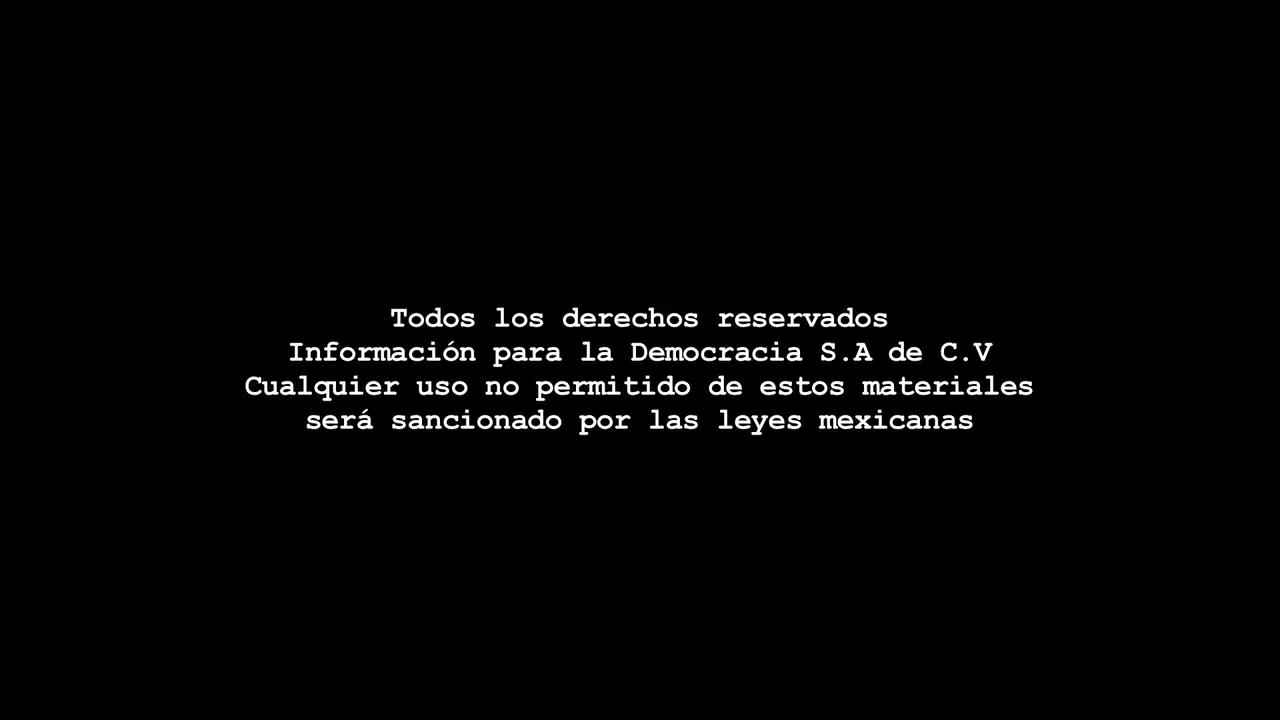 Todos los derechos reservados
Información para la Democracia S.A de C.V
Cualquier uso no permitido de estos materiales
será sancionado por las leyes mexicanas